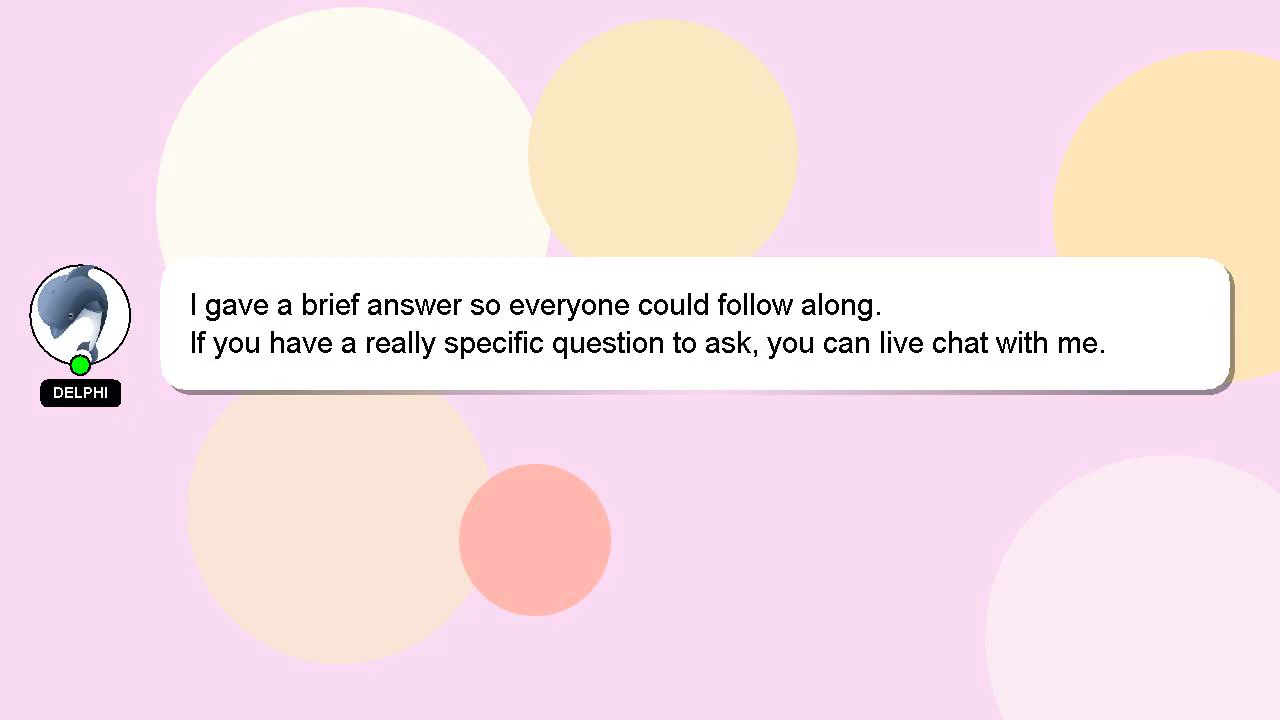 I gave a brief answer so everyone could follow along.
If you have a really specific question to ask, you can live chat with me.
DELPHI